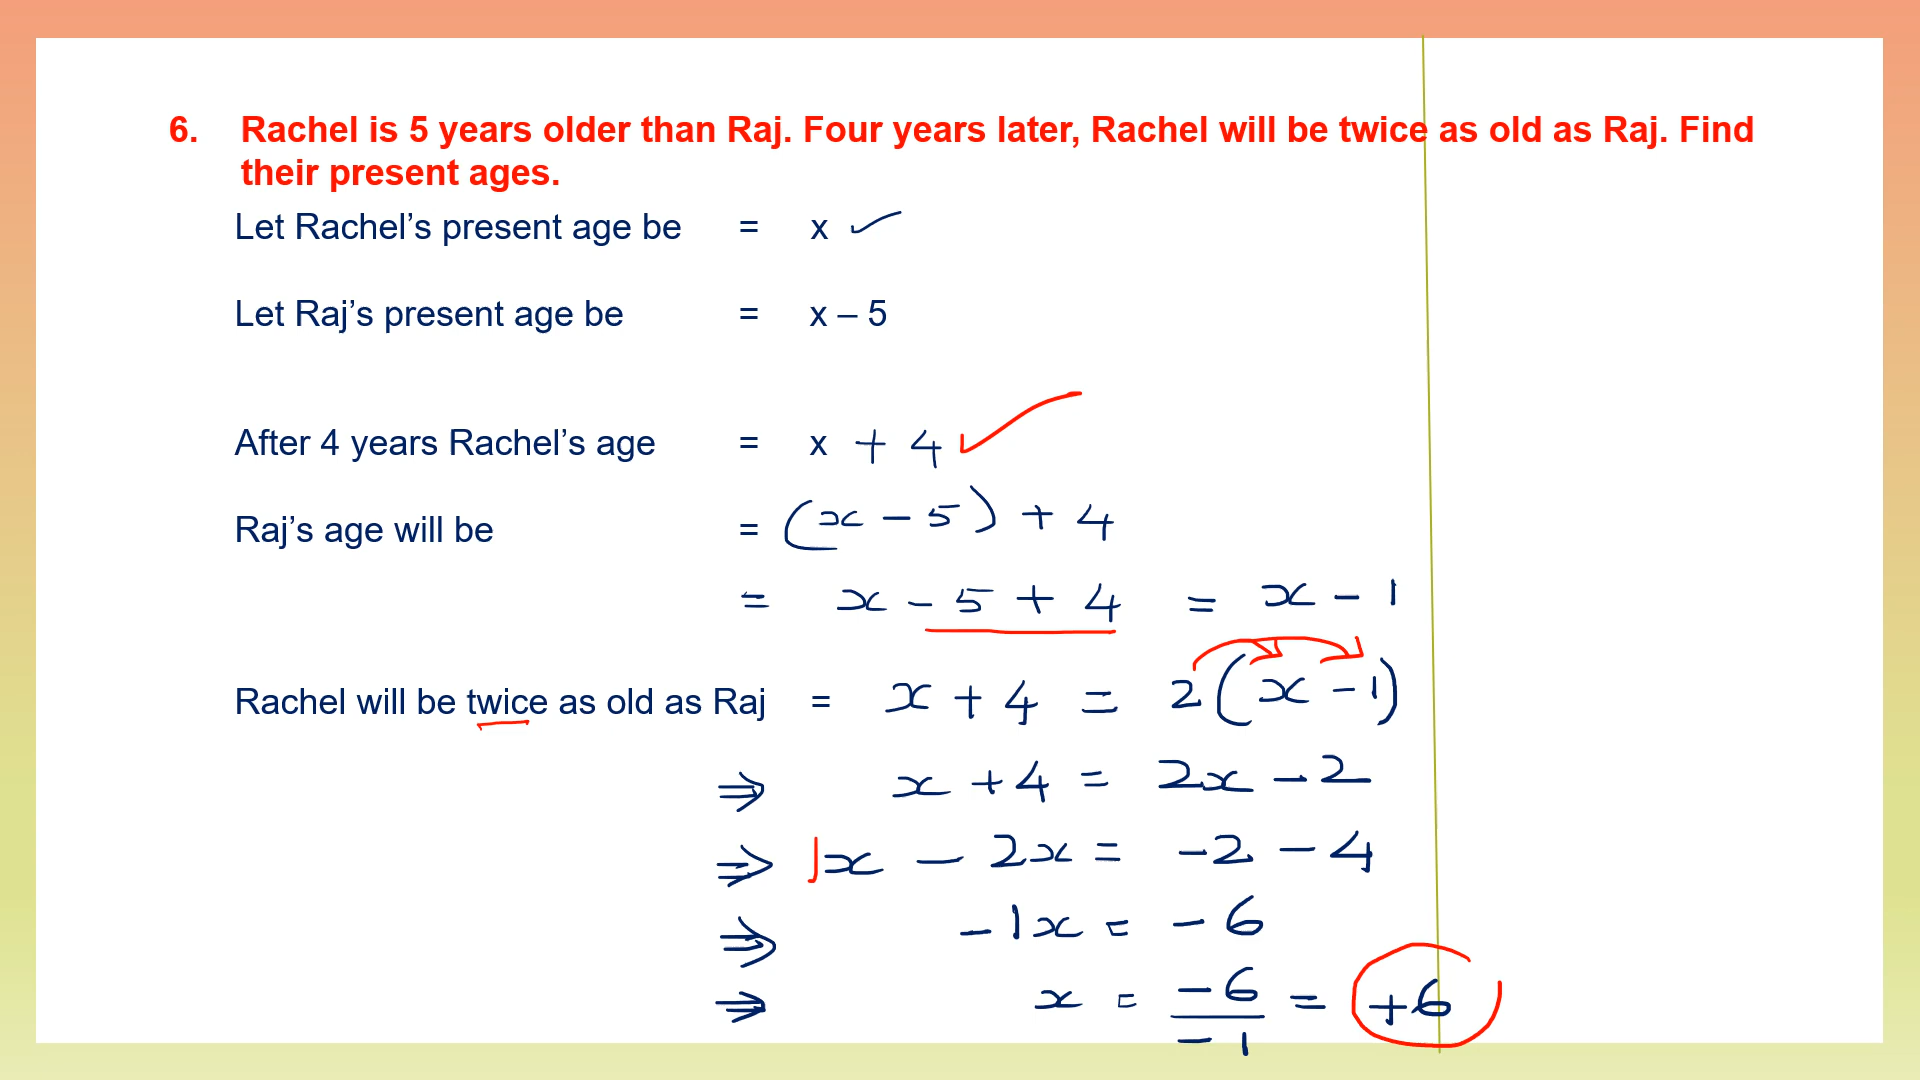 6. Rachel is 5 years older than Raj. Four years later, Rachel will be twice as old as Raj. Find
their present ages.
Let Rachel’s present age be = x
Let Raj’s present age be = x – 5
After 4 years Rachel’s age = x + 4
Raj’s age will be = (x - 5) + 4
= x - 5 + 4 = x - 1
Rachel will be twice as old as Raj = x + 4 = 2(x - 1)
⇒ x + 4 = 2x - 2
⇒ 1x - 2x = -2 - 4
⇒ -1x = -6
⇒ x = -6/-1 = +6